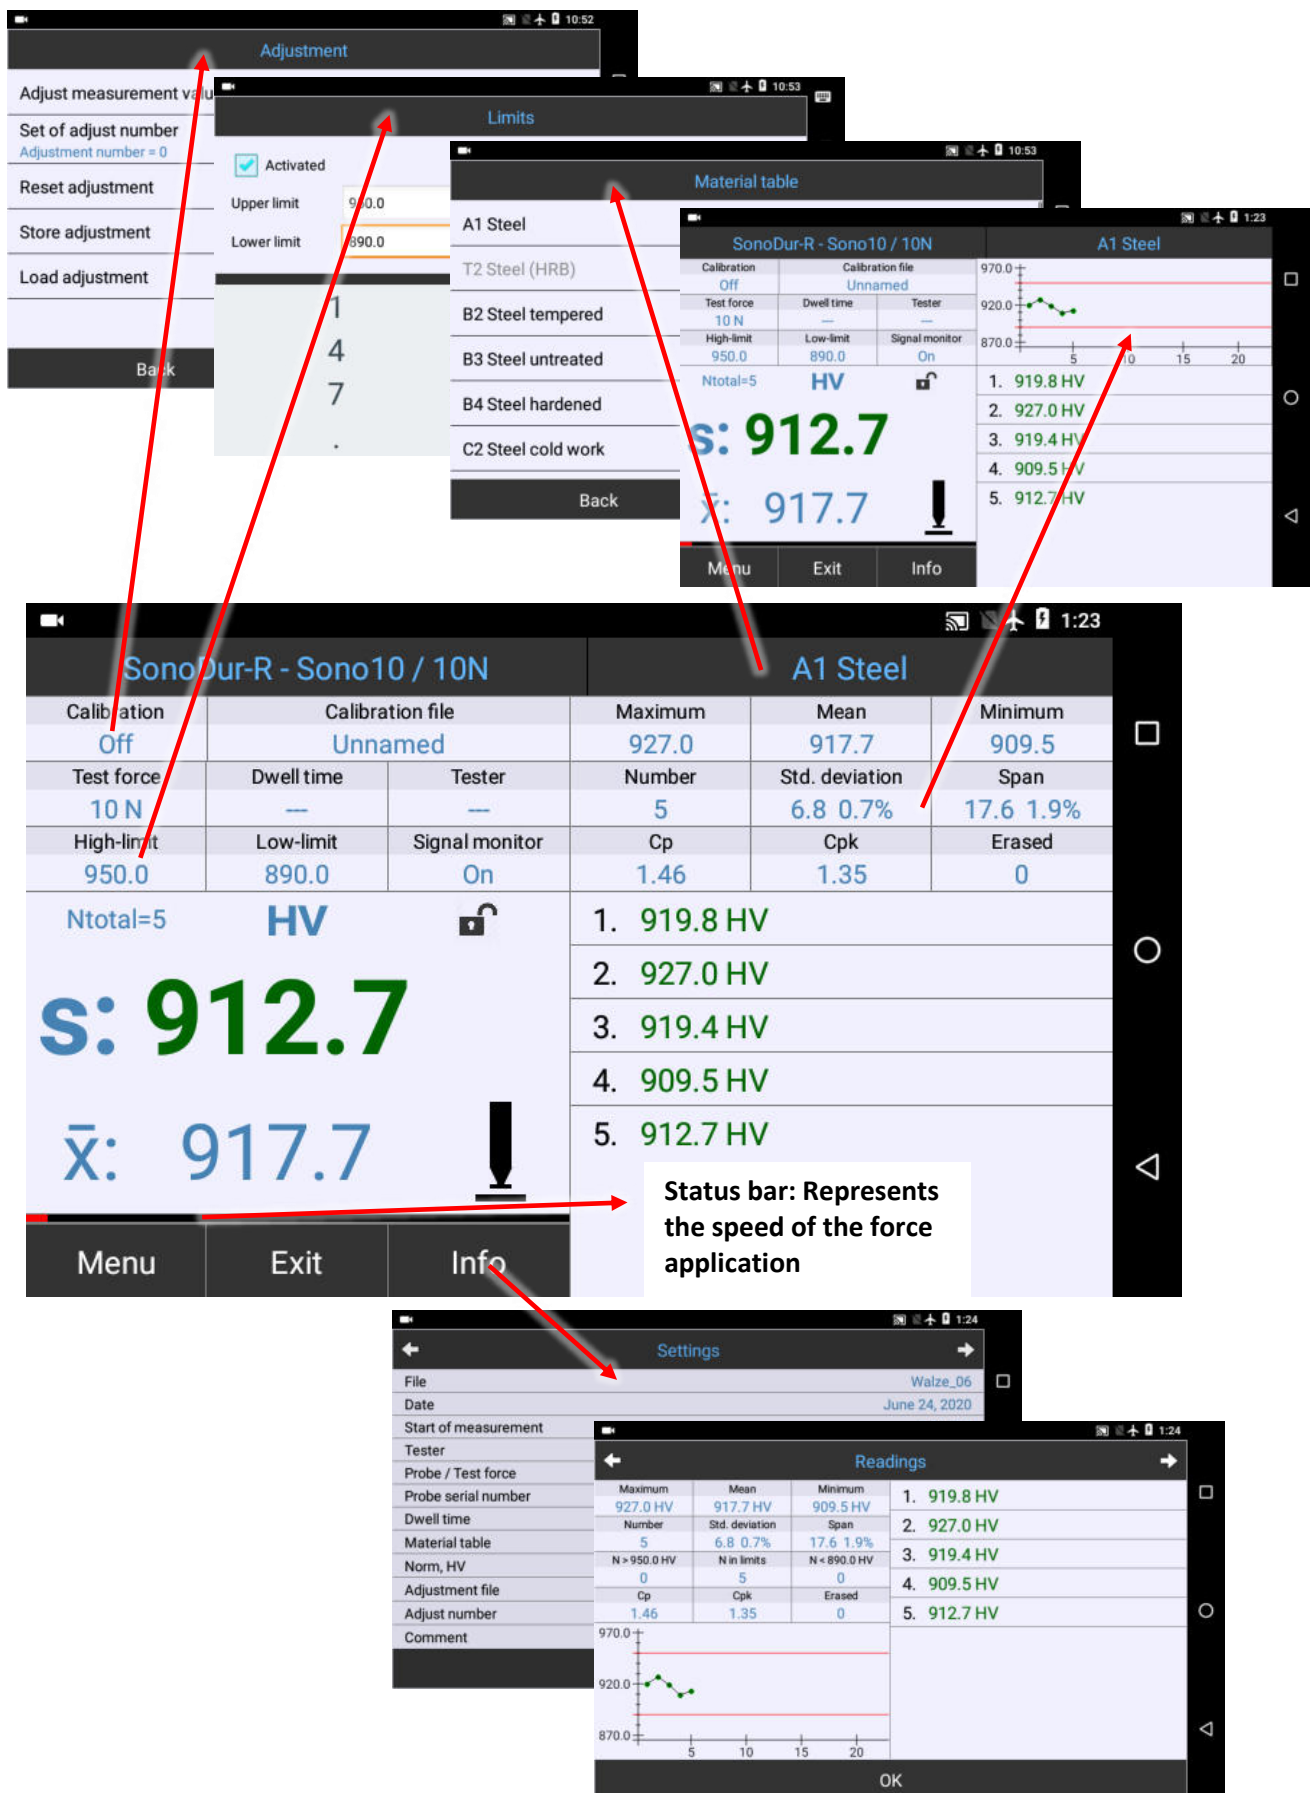 10:52
Adjustment
Adjust measurement valu
Set of adjust number
Adjustment number = 0
Reset adjustment
Store adjustment
Load adjustment
Back
10:53
Limits
Activated
Upper limit 950.0
Lower limit 890.0
1
4
7
.
10:53
Material table
A1 Steel
T2 Steel (HRB)
B2 Steel tempered
B3 Steel untreated
B4 Steel hardened
C2 Steel cold work
Back
1:23
SonoDur-R - Sono10 / 10N A1 Steel
Calibration Calibration file
Off Unnamed
Test force Dwell time Tester
10 N --- ---
High-limit Low-limit Signal monitor
950.0 890.0 On
Ntotal=5 HV
s: 912.7
x̄: 917.7
Menu Exit Info
970.0
920.0
870.0
5 10 15 20
1. 919.8 HV
2. 927.0 HV
3. 919.4 HV
4. 909.5 HV
5. 912.7 HV
1:23
SonoDur-R - Sono10 / 10N A1 Steel
Calibration Calibration file Maximum Mean Minimum
Off Unnamed 927.0 917.7 909.5
Test force Dwell time Tester Number Std. deviation Span
10 N --- --- 5 6.8 0.7% 17.6 1.9%
High-limit Low-limit Signal monitor Cp Cpk Erased
950.0 890.0 On 1.46 1.35 0
Ntotal=5 HV
s: 912.7
x̄: 917.7
1. 919.8 HV
2. 927.0 HV
3. 919.4 HV
4. 909.5 HV
5. 912.7 HV
Status bar: Represents
the speed of the force
application
Menu Exit Info
1:24
Settings
File Walze_06
Date June 24, 2020
Start of measurement
Tester
Probe / Test force
Probe serial number
Dwell time
Material table
Norm, HV
Adjustment file
Adjust number
Comment
1:24
Readings
Maximum Mean Minimum
927.0 HV 917.7 HV 909.5 HV
Number Std. deviation Span
5 6.8 0.7% 17.6 1.9%
N > 950.0 HV N in limits N < 890.0 HV
0 5 0
Cp Cpk Erased
1.46 1.35 0
970.0
920.0
870.0
5 10 15 20
1. 919.8 HV
2. 927.0 HV
3. 919.4 HV
4. 909.5 HV
5. 912.7 HV
OK